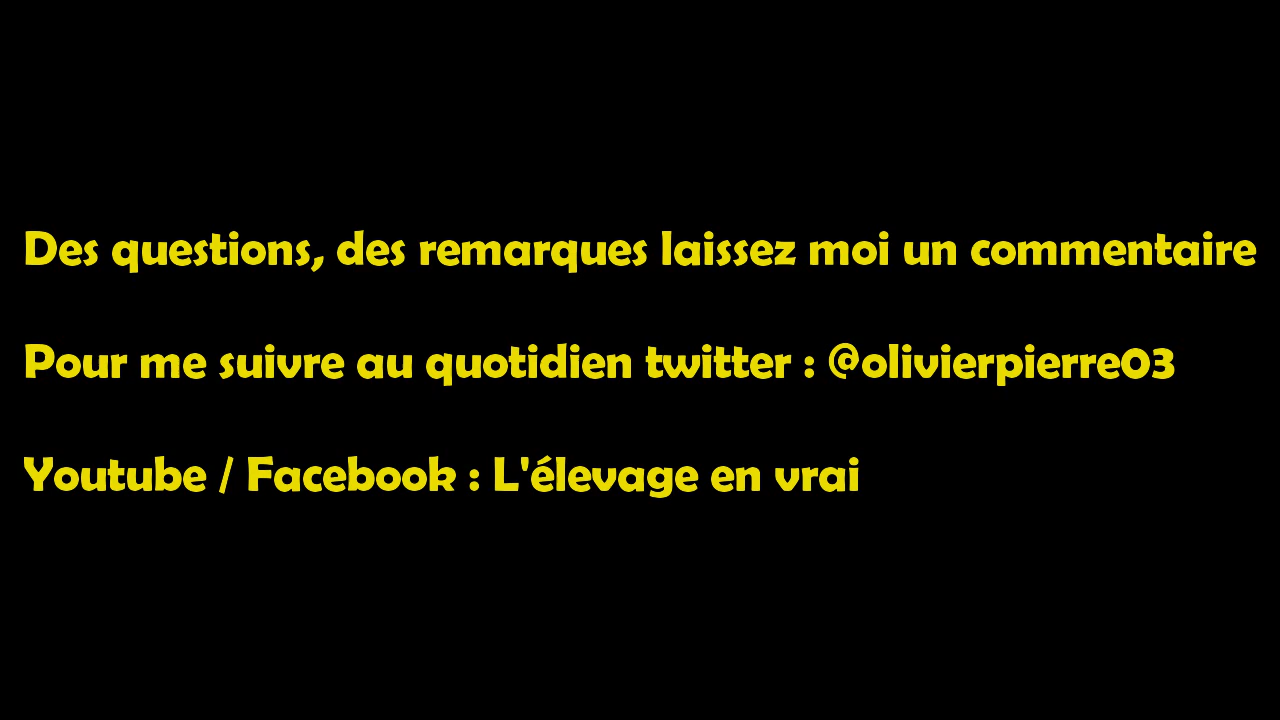 Des questions, des remarques laissez moi un commentaire
Pour me suivre au quotidien twitter : @olivierpierre03
Youtube / Facebook : L'élevage en vrai